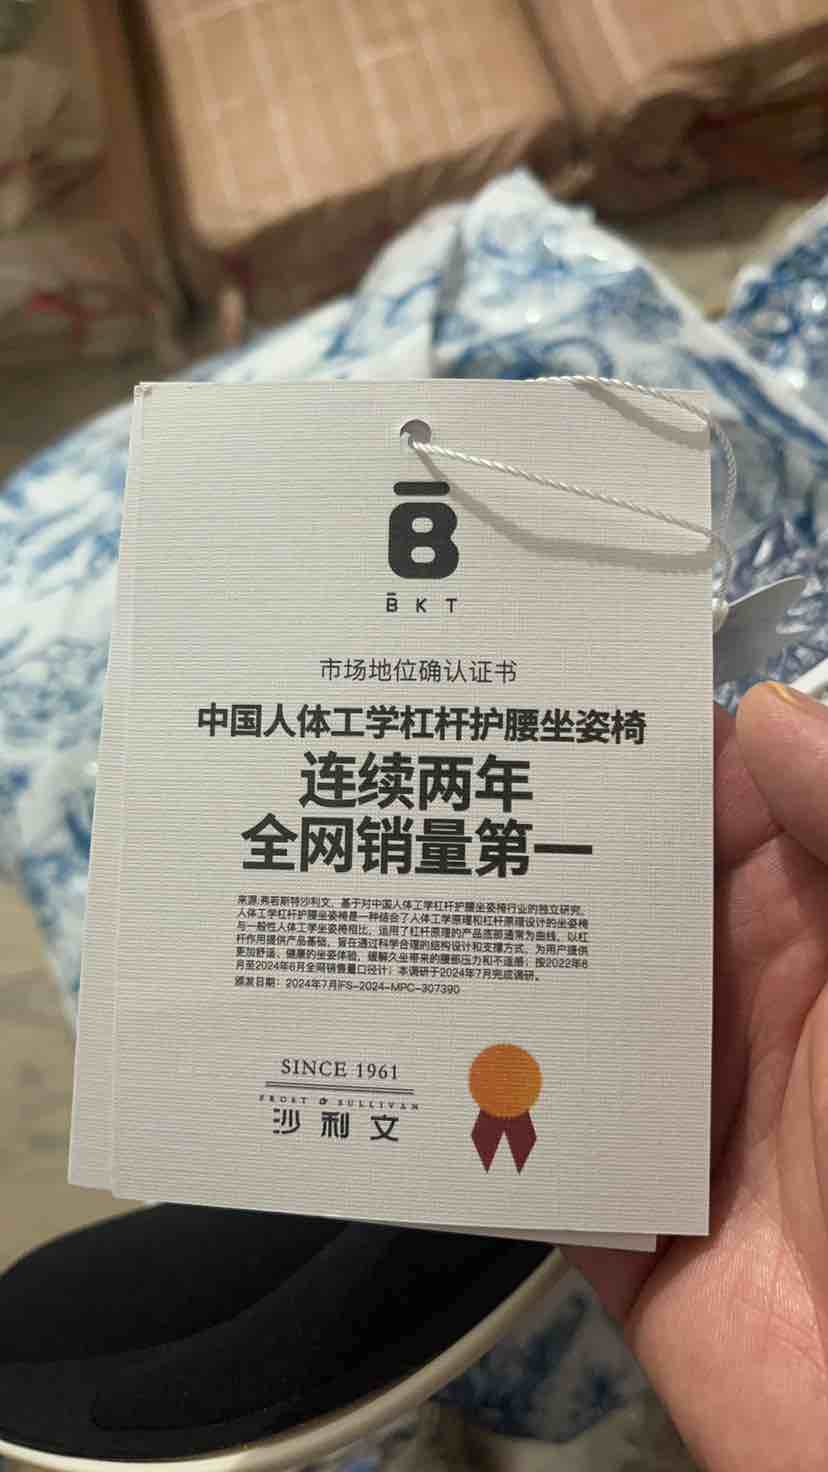 B
BKT
市场地位确认证书
中国人体工学杠杆护腰坐姿椅
连续两年
全网销量第一
来源:弗若斯特沙利文，基于对中国人体工学杠杆护腰坐姿椅行业的独立研究，
人体工学杠杆护腰坐姿椅是一种结合了人体工学原理和杠杆原理设计的坐姿椅
与一般性人体工学坐姿椅相比，运用了杠杆原理的产品底部通常为曲线，以杠
杆作用提供产品基础，旨在通过科学合理的结构设计和支撑方式，为用户提供
更加舒适、健康的坐姿体验，缓解久坐带来的腰部压力和不适感；按2022年8
月至2024年6月全网销售量口径计；本调研于2024年7月完成调研。
颁发日期：2024年7月IFS-2024-MPC-307390
SINCE 1961
FROST & SULLIVAN
沙利文